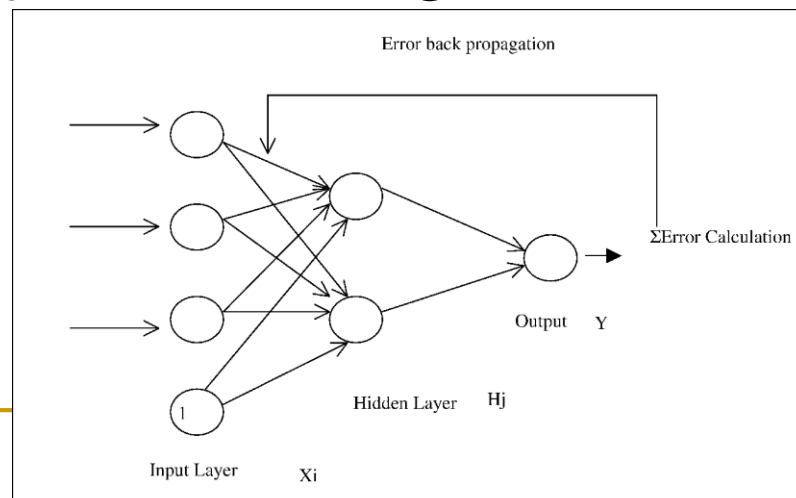 Error back propagation
ΣError Calculation
Output Y
Hidden Layer Hj
1
Input Layer Xi